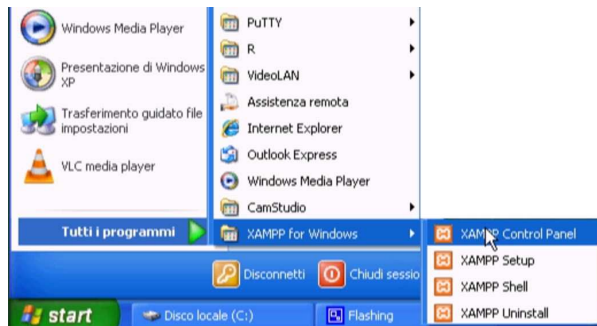 Windows Media Player
Presentazione di Windows
XP
Trasferimento guidato file
impostazioni
VLC media player
Tutti i programmi
PuTTY
R
VideoLAN
Assistenza remota
Internet Explorer
Outlook Express
Windows Media Player
CamStudio
XAMPP for Windows
XAMPP Control Panel
XAMPP Setup
XAMPP Shell
XAMPP Uninstall
Disconnetti
Chiudi sessio
start
Disco locale (C:)
Flashing